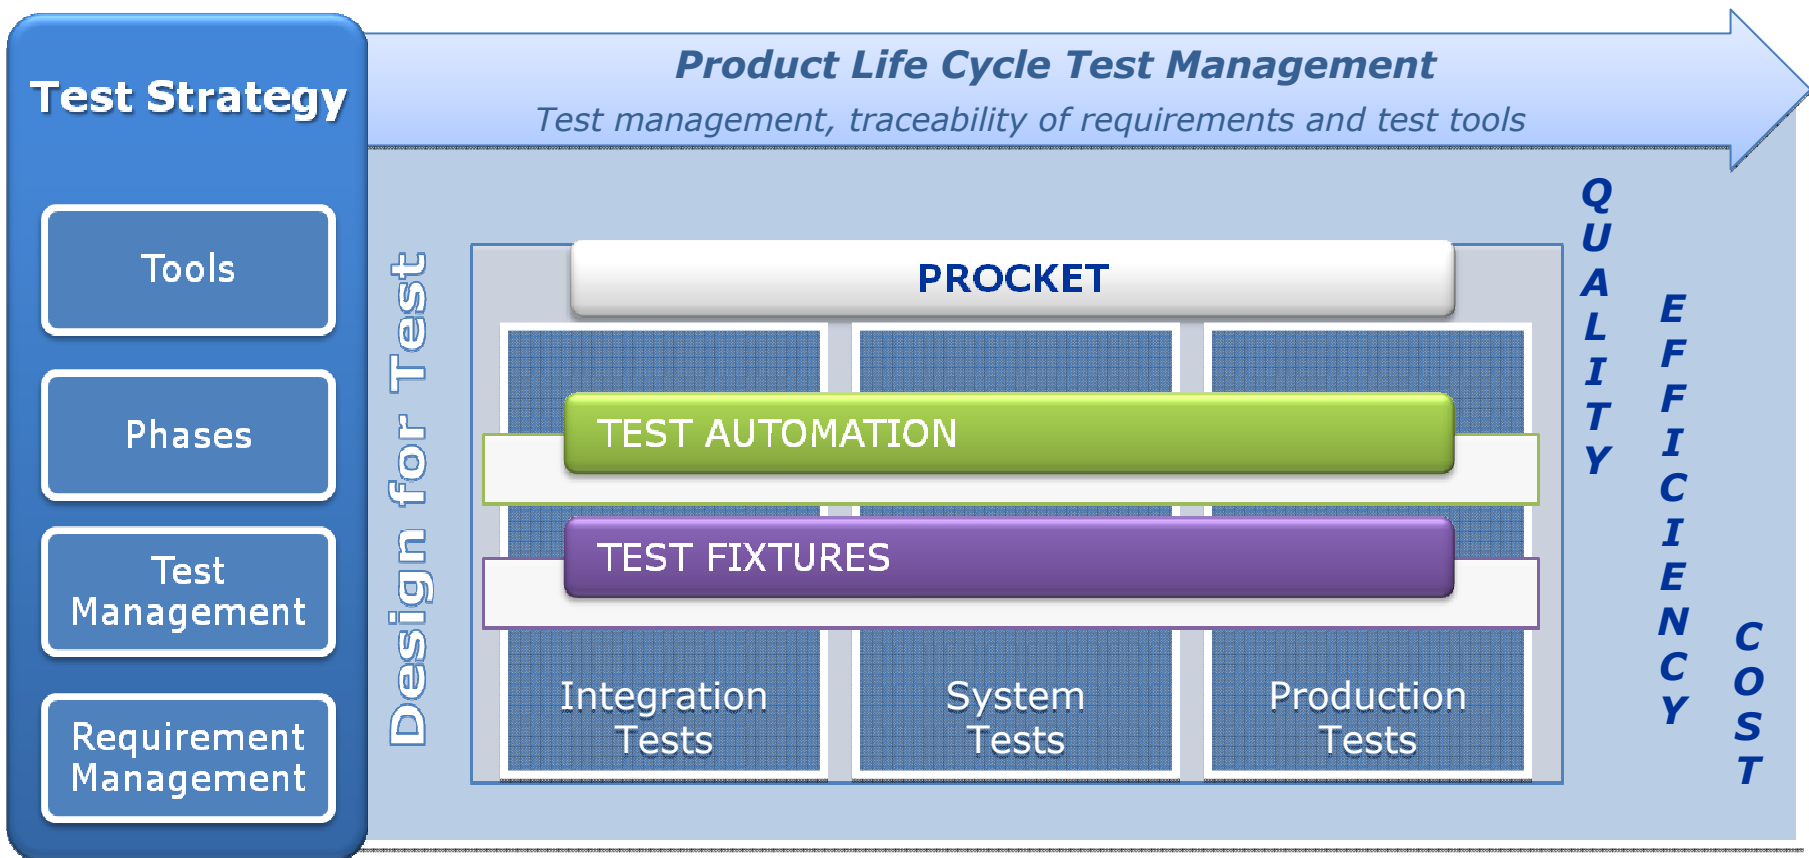 Test Strategy
Tools
Phases
Test
Management
Requirement
Management
Product Life Cycle Test Management
Test management, traceability of requirements and test tools
Design for Test
PROCKET
TEST AUTOMATION
TEST FIXTURES
Integration
Tests
System
Tests
Production
Tests
QUALITY
EFFICIENCY
COST